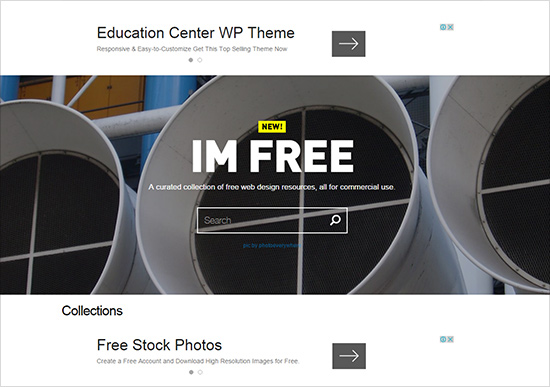 Education Center WP Theme
Responsive & Easy-to-Customize Get This Top Selling Theme Now
NEW!
IM FREE
A curated collection of free web design resources, all for commercial use.
Search
pic by photoeverywhere
Collections
Free Stock Photos
Create a Free Account and Download High Resolution Images for Free.